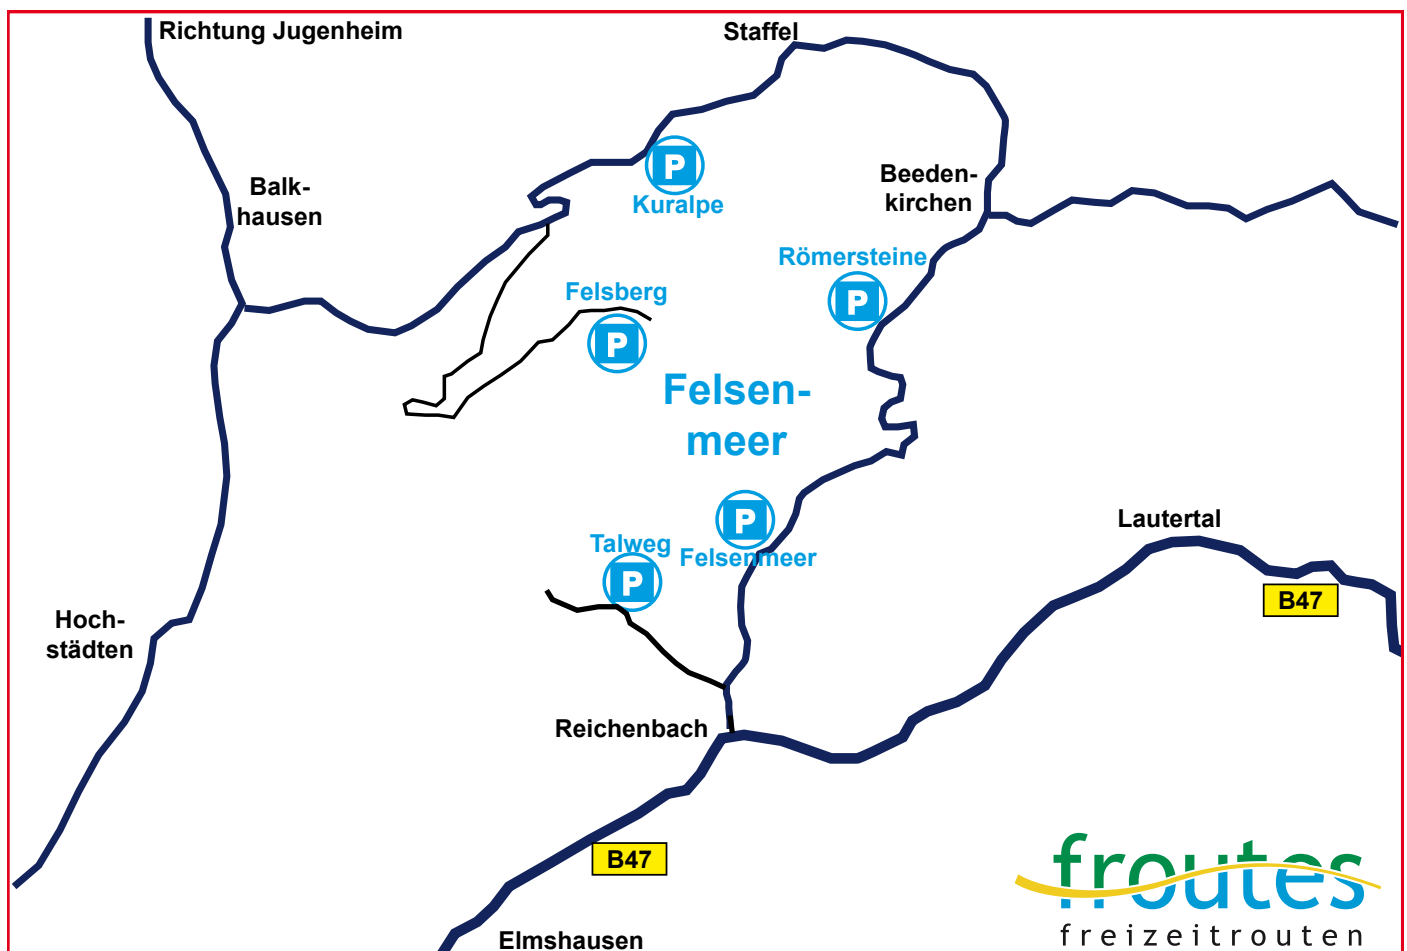 Richtung Jugenheim
Staffel
Balk-
hausen
P
Kuralpe
Beeden-
kirchen
Römersteine
P
Felsberg
P
Felsen-
meer
P
Felsenmeer
Talweg
P
Lautertal
B47
Hoch-
städten
Reichenbach
B47
Elmshausen
froutes
freizeitrouten